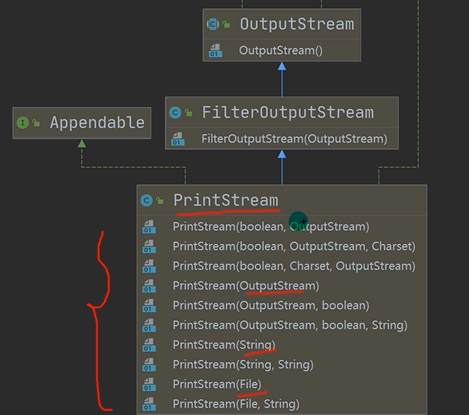 OutputStream
OutputStream()
FilterOutputStream
FilterOutputStream(OutputStream)
Appendable
PrintStream
PrintStream(boolean, OutputStream)
PrintStream(boolean, OutputStream, Charset)
PrintStream(boolean, Charset, OutputStream)
PrintStream(OutputStream)
PrintStream(OutputStream, boolean)
PrintStream(OutputStream, boolean, String)
PrintStream(String)
PrintStream(String, String)
PrintStream(File)
PrintStream(File, String)